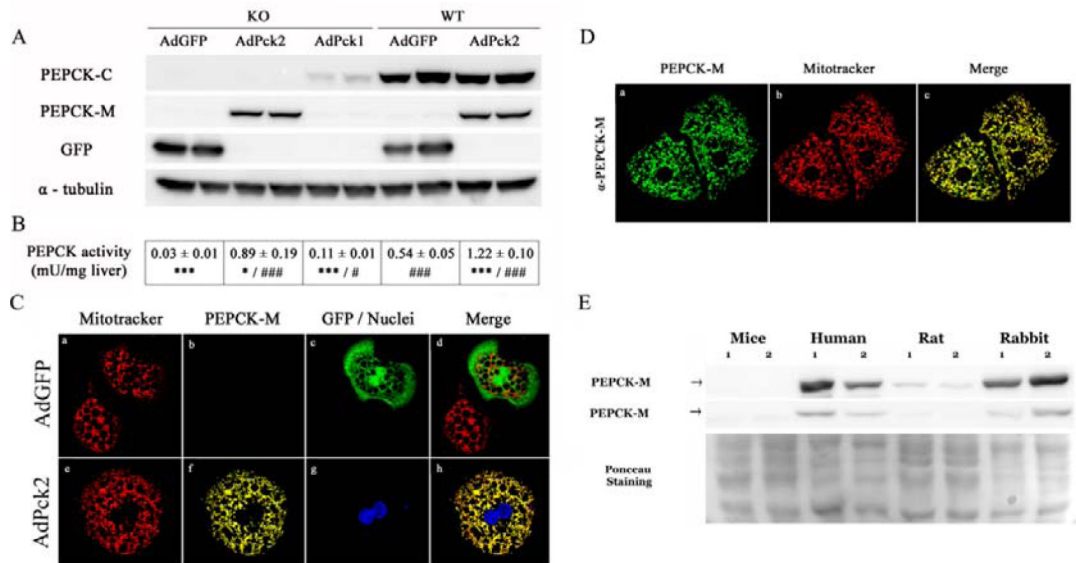 KO WT
A AdGFP AdPck2 AdPck1 AdGFP AdPck2
PEPCK-C
PEPCK-M
GFP
α - tubulin
B
PEPCK activity 0.03 ± 0.01 0.89 ± 0.19 0.11 ± 0.01 0.54 ± 0.05 1.22 ± 0.10
(mU/mg liver) *** * / ### *** / # ### *** / ###
C
Mitotracker PEPCK-M GFP / Nuclei Merge
AdGFP
a b c d
AdPck2
e f g h
D
PEPCK-M Mitotracker Merge
α-PEPCK-M
a b c
E
Mice Human Rat Rabbit
1 2 1 2 1 2 1 2
PEPCK-M →
PEPCK-M →
Ponceau
Staining